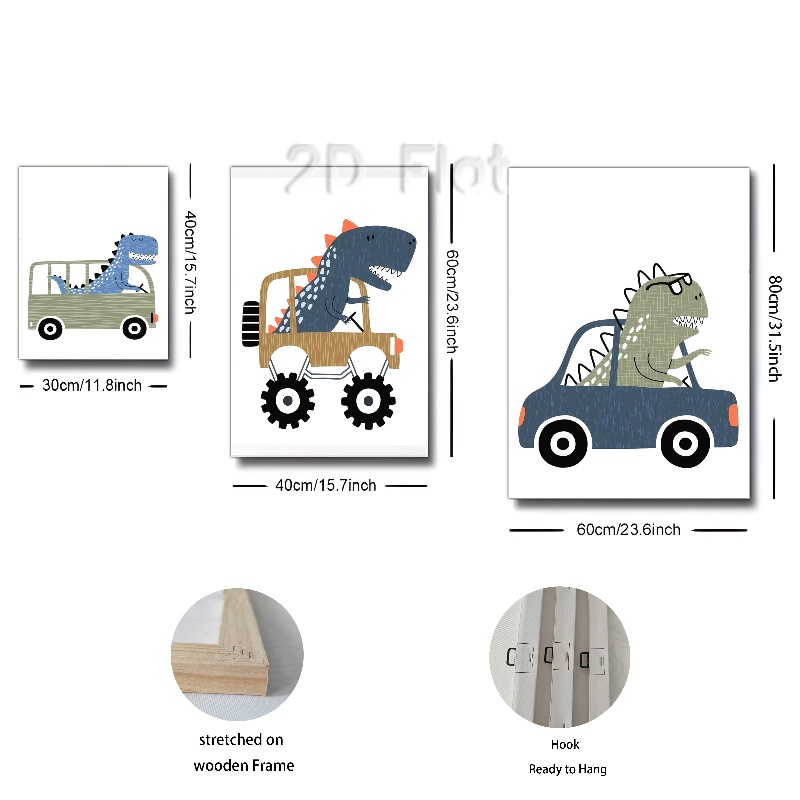 2D Flat
40cm/15.7inch
30cm/11.8inch
60cm/23.6inch
40cm/15.7inch
80cm/31.5inch
60cm/23.6inch
stretched on
wooden Frame
Hook
Ready to Hang